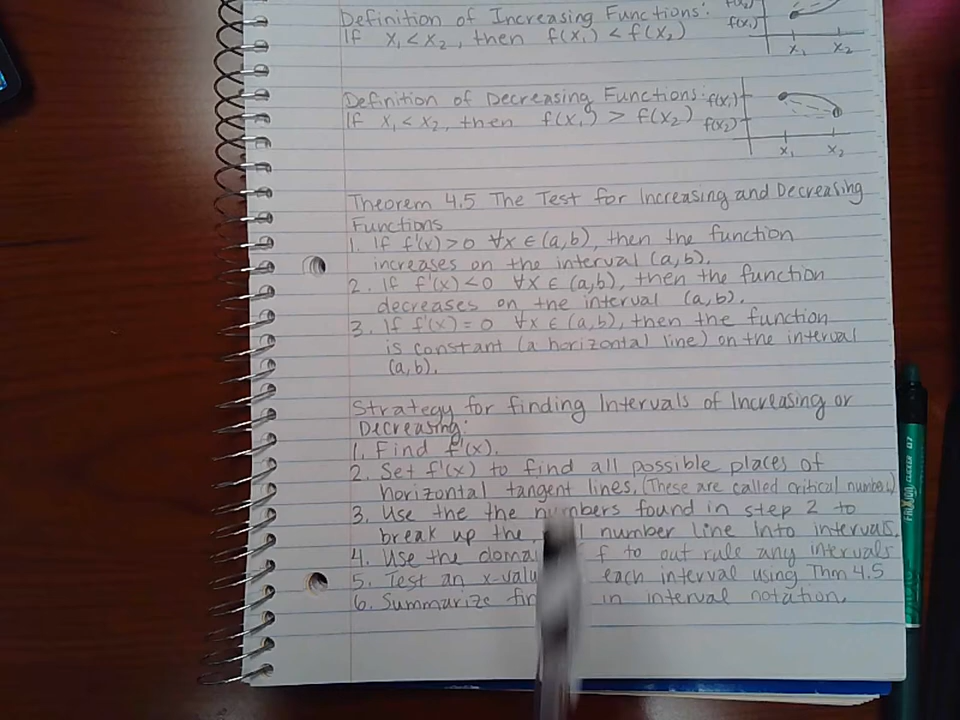 Definition of Increasing Functions:
If x₁ < x₂, then f(x₁) < f(x₂)
f(x₂)
f(x₁)
x₁ x₂
Definition of Decreasing Functions:
If x₁ < x₂, then f(x₁) > f(x₂)
f(x₁)
f(x₂)
x₁ x₂
Theorem 4.5 The Test for Increasing and Decreasing
Functions
1. If f'(x) > 0 ∀x ∈ (a,b), then the function
increases on the interval (a,b).
2. If f'(x) < 0 ∀x ∈ (a,b), then the function
decreases on the interval (a,b).
3. If f'(x) = 0 ∀x ∈ (a,b), then the function
is constant (a horizontal line) on the interval
(a,b).
Strategy for finding Intervals of Increasing or
Decreasing:
1. Find f'(x).
2. Set f'(x) to find all possible places of
horizontal tangent lines. (These are called critical numbers)
3. Use the the numbers found in step 2 to
break up the number line Into intervals.
4. Use the f to out rule any intervals
5. Test an each interval using Thm 4.5
6. Summarize in interval notation.